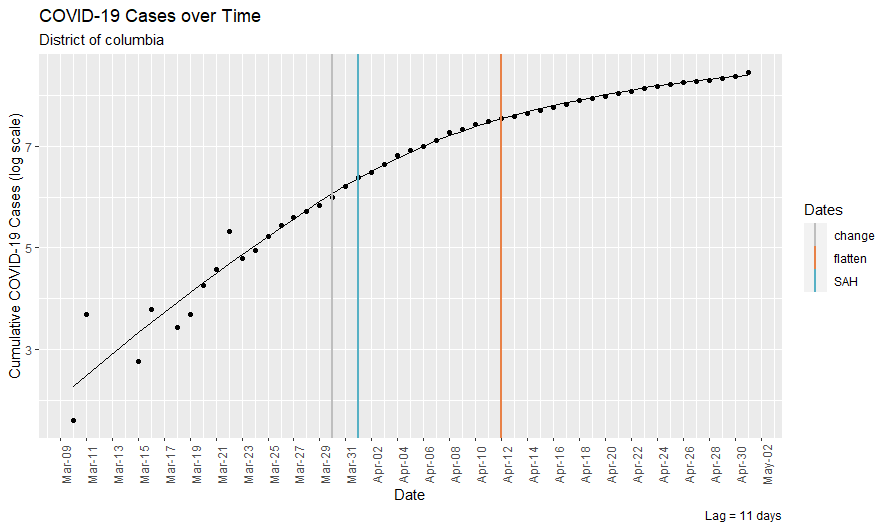 COVID-19 Cases over Time
District of columbia
Cumulative COVID-19 Cases (log scale)
7
5
3
Mar-09
Mar-11
Mar-13
Mar-15
Mar-17
Mar-19
Mar-21
Mar-23
Mar-25
Mar-27
Mar-29
Mar-31
Apr-02
Apr-04
Apr-06
Apr-08
Apr-10
Apr-12
Apr-14
Apr-16
Apr-18
Apr-20
Apr-22
Apr-24
Apr-26
Apr-28
Apr-30
May-02
Date
Dates
change
flatten
SAH
Lag = 11 days